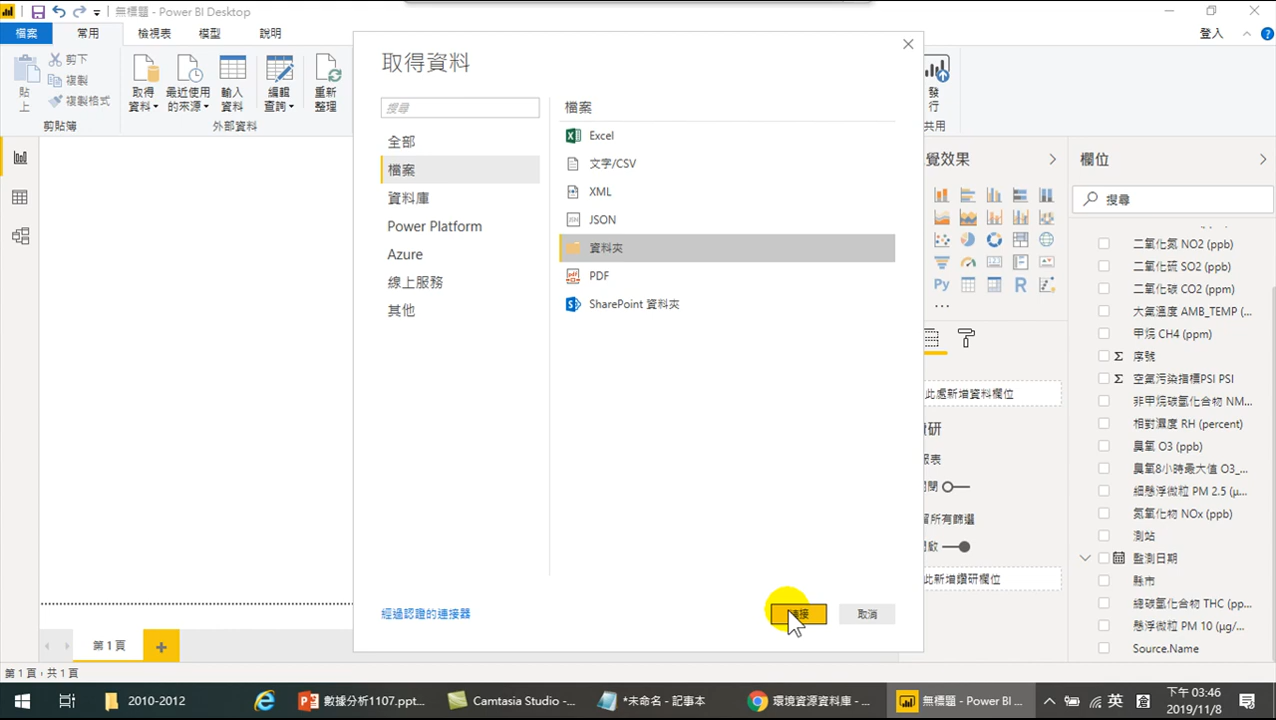 無標題 - Power BI Desktop
檔案 常用 檢視表 模型 說明 登入
貼上
剪下
複製
複製格式
剪貼簿
取得資料
最近使用的來源
輸入資料
編輯查詢
重新整理
外部資料
發行
共用
取得資料
搜尋
全部
檔案
資料庫
Power Platform
Azure
線上服務
其他
檔案
Excel
文字/CSV
XML
JSON
資料夾
PDF
SharePoint 資料夾
經過認證的連接器
接
取消
覺效果
此處新增資料欄位
鑽研
報表
留所有篩選
此新增鑽研欄位
欄位
搜尋
二氧化氮 NO2 (ppb)
二氧化硫 SO2 (ppb)
二氧化碳 CO2 (ppm)
大氣溫度 AMB_TEMP (...
甲烷 CH4 (ppm)
序號
空氣污染指標PSI PSI
非甲烷碳氫化合物 NM...
相對濕度 RH (percent)
臭氧 O3 (ppb)
臭氧8小時最大值 O3_...
細懸浮微粒 PM 2.5 (μ...
氮氧化物 NOx (ppb)
測站
監測日期
縣市
總碳氫化合物 THC (pp...
懸浮微粒 PM 10 (μg/...
Source.Name
第 1 頁
第 1 頁，共 1 頁
2010-2012
數據分析1107.ppt...
Camtasia Studio -...
*未命名 - 記事本
環境資源資料庫 -...
無標題 - Power BI ...
英
下午 03:46
2019/11/8